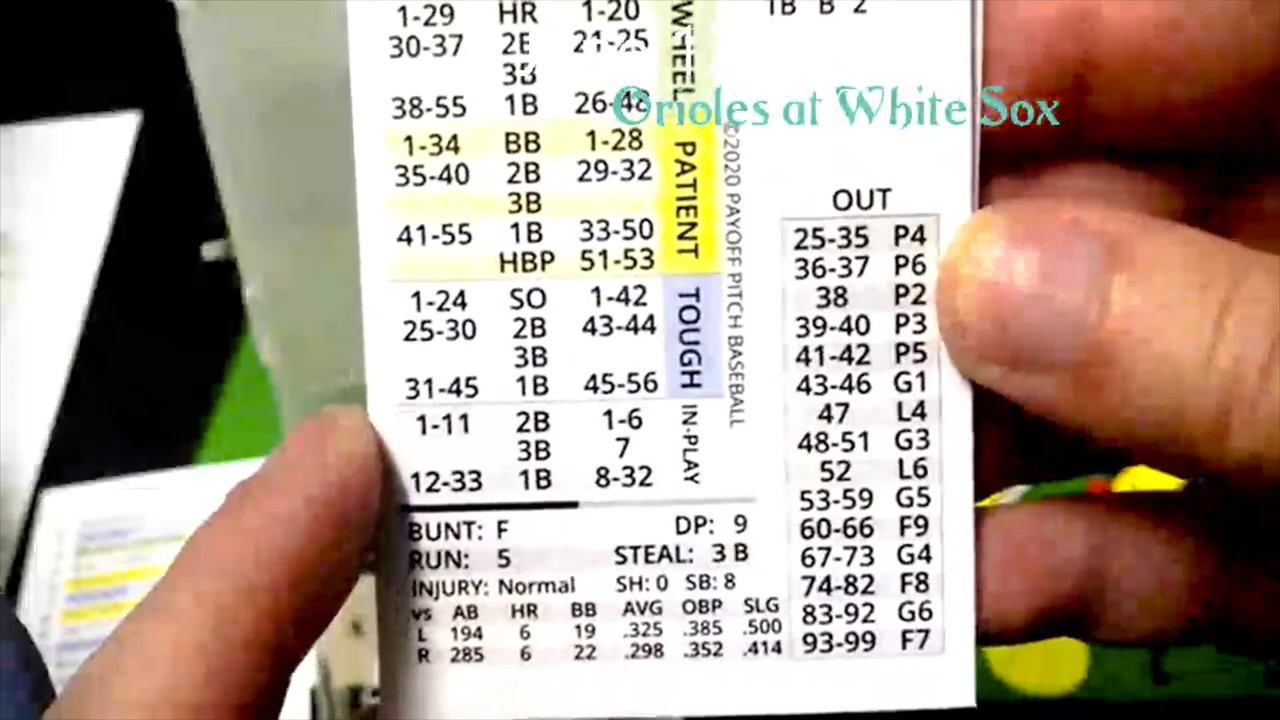 1-29 HR 1-20
30-37 2B 21-25
3B
38-55 1B 26-48
WHEEL
1B B 2
Orioles at White Sox
1-34 BB 1-28
35-40 2B 29-32
3B
41-55 1B 33-50
HBP 51-53
PATIENT
1-24 SO 1-42
25-30 2B 43-44
3B
31-45 1B 45-56
TOUGH
1-11 2B 1-6
3B 7
12-33 1B 8-32
IN-PLAY
©2020 PAYOFF PITCH BASEBALL
BUNT: F DP: 9
RUN: 5 STEAL: 3 B
INJURY: Normal SH: 0 SB: 8
vs AB HR BB AVG OBP SLG
L 194 6 19 .325 .385 .500
R 285 6 22 .298 .352 .414
OUT
25-35 P4
36-37 P6
38 P2
39-40 P3
41-42 P5
43-46 G1
47 L4
48-51 G3
52 L6
53-59 G5
60-66 F9
67-73 G4
74-82 F8
83-92 G6
93-99 F7